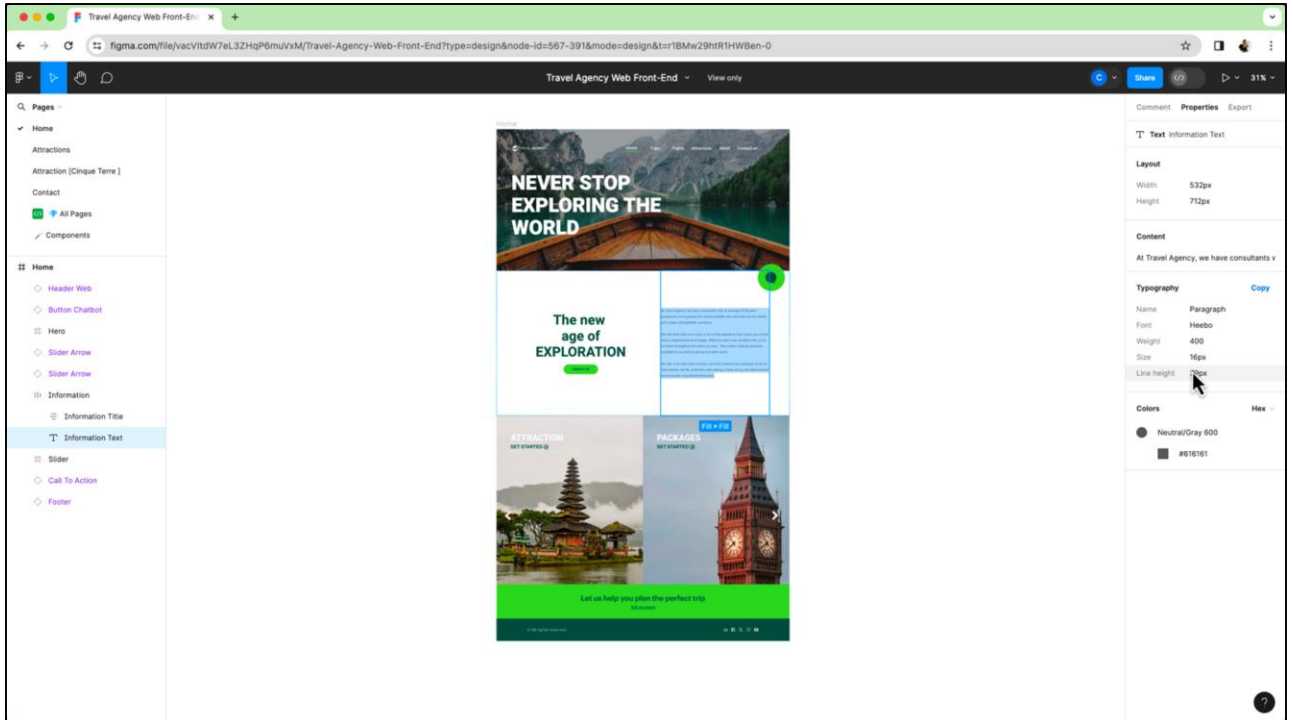 Travel Agency Web Front-En
figma.com/file/vacVItdW7eL3ZHqP6muVxM/Travel-Agency-Web-Front-End?type=design&node-id=567-391&mode=design&t=r1BMw29htR1HWBen-0
Travel Agency Web Front-End
View only
C
Share
31%
Pages
Home
Attractions
Attraction [Cinque Terre ]
Contact
All Pages
Components
Home
Header Web
Button Chatbot
Hero
Slider Arrow
Slider Arrow
Information
Information Title
Information Text
Slider
Call To Action
Footer
Home
NEVER STOP
EXPLORING THE
WORLD
The new
age of
EXPLORATION
Fill × Fill
ATTRACTION
GET STARTED
PACKAGES
GET STARTED
Let us help you plan the perfect trip
Comment Properties Export
Text Information Text
Layout
Width 532px
Height 712px
Content
At Travel Agency, we have consultants
Typography Copy
Name Paragraph
Font Heebo
Weight 400
Size 16px
Line height
Colors Hex
Neutral/Gray 600
#616161
?